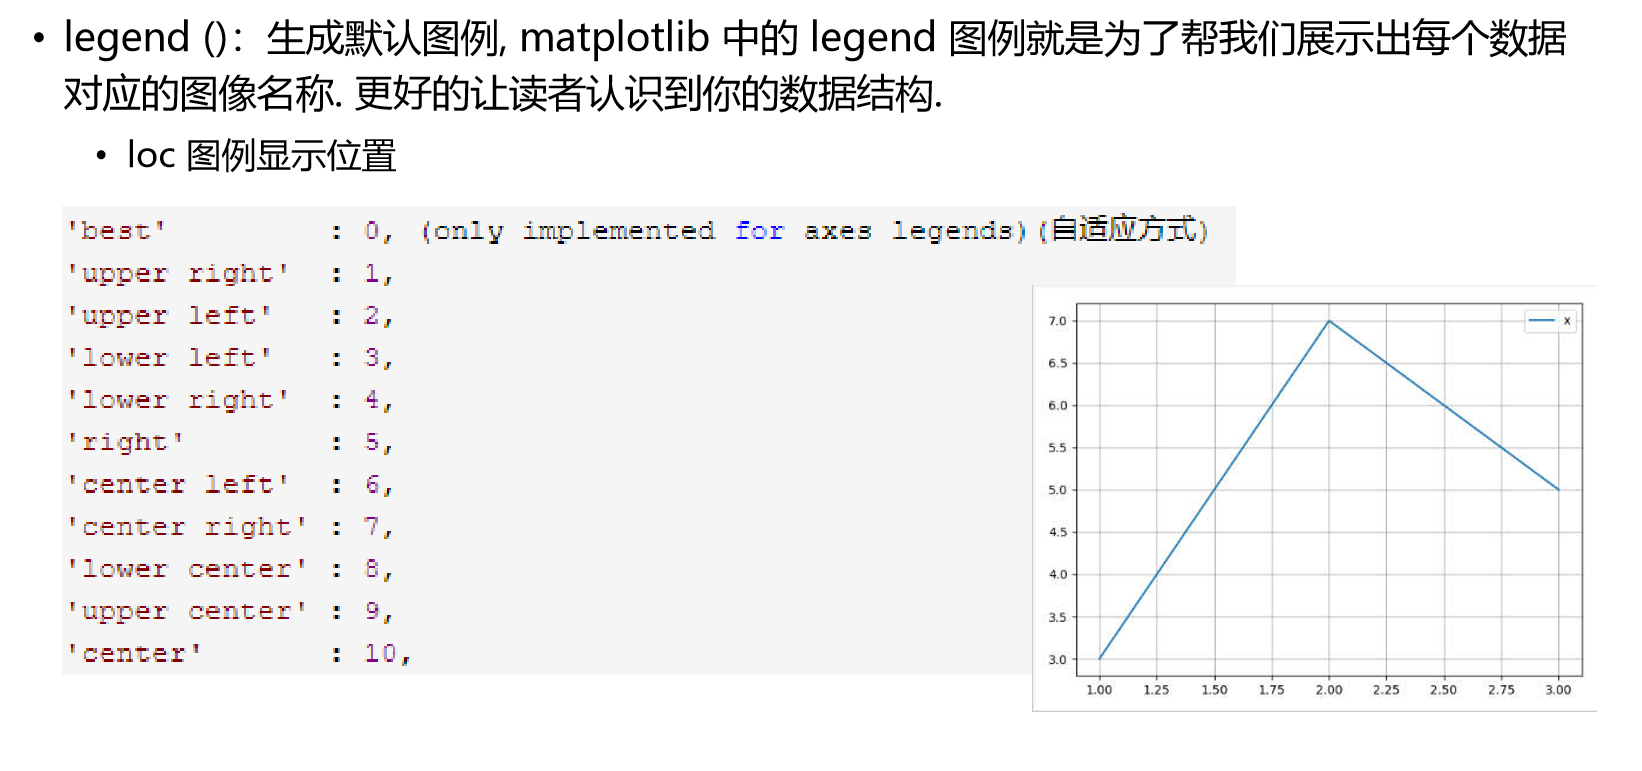 • legend ()：生成默认图例, matplotlib 中的 legend 图例就是为了帮我们展示出每个数据
对应的图像名称. 更好的让读者认识到你的数据结构.
• loc 图例显示位置
'best' : 0, (only implemented for axes legends)(自适应方式)
'upper right' : 1,
'upper left' : 2,
'lower left' : 3,
'lower right' : 4,
'right' : 5,
'center left' : 6,
'center right' : 7,
'lower center' : 8,
'upper center' : 9,
'center' : 10,
x
7.0
6.5
6.0
5.5
5.0
4.5
4.0
3.5
3.0
1.00 1.25 1.50 1.75 2.00 2.25 2.50 2.75 3.00